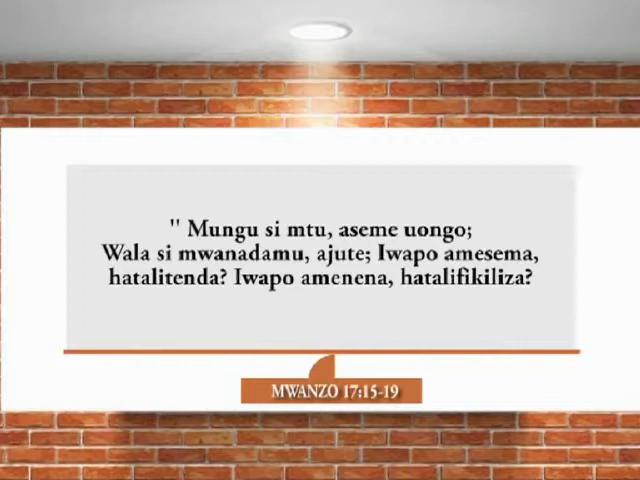 " Mungu si mtu, aseme uongo;
Wala si mwanadamu, ajute; Iwapo amesema,
hatalitenda? Iwapo amenena, hatalifikiliza?
MWANZO 17:15-19